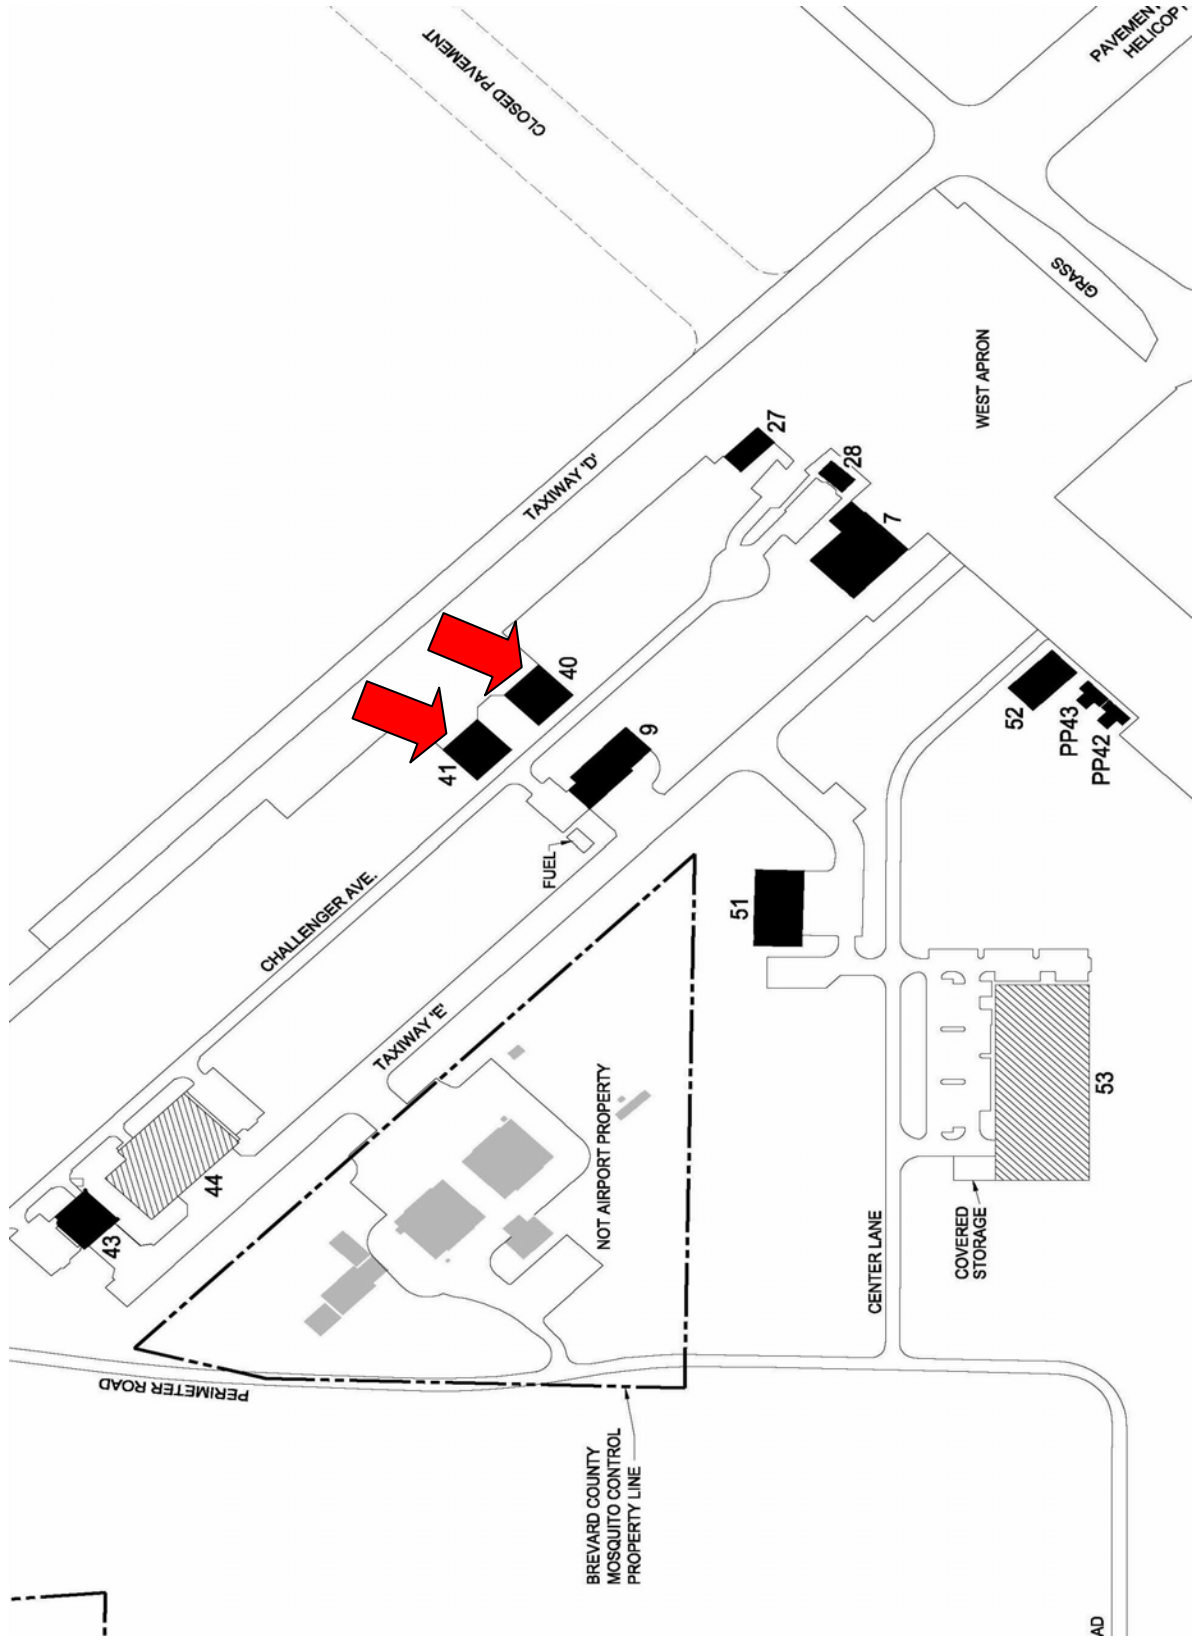 CLOSED PAVEMENT
PAVEMEN
HELICOP
GRASS
WEST APRON
TAXIWAY 'D'
27
28
7
40
41
9
52
PP43
PP42
FUEL
51
CHALLENGER AVE.
TAXIWAY 'E'
NOT AIRPORT PROPERTY
53
44
43
CENTER LANE
COVERED
STORAGE
PERIMETER ROAD
BREVARD COUNTY
MOSQUITO CONTROL
PROPERTY LINE
AD